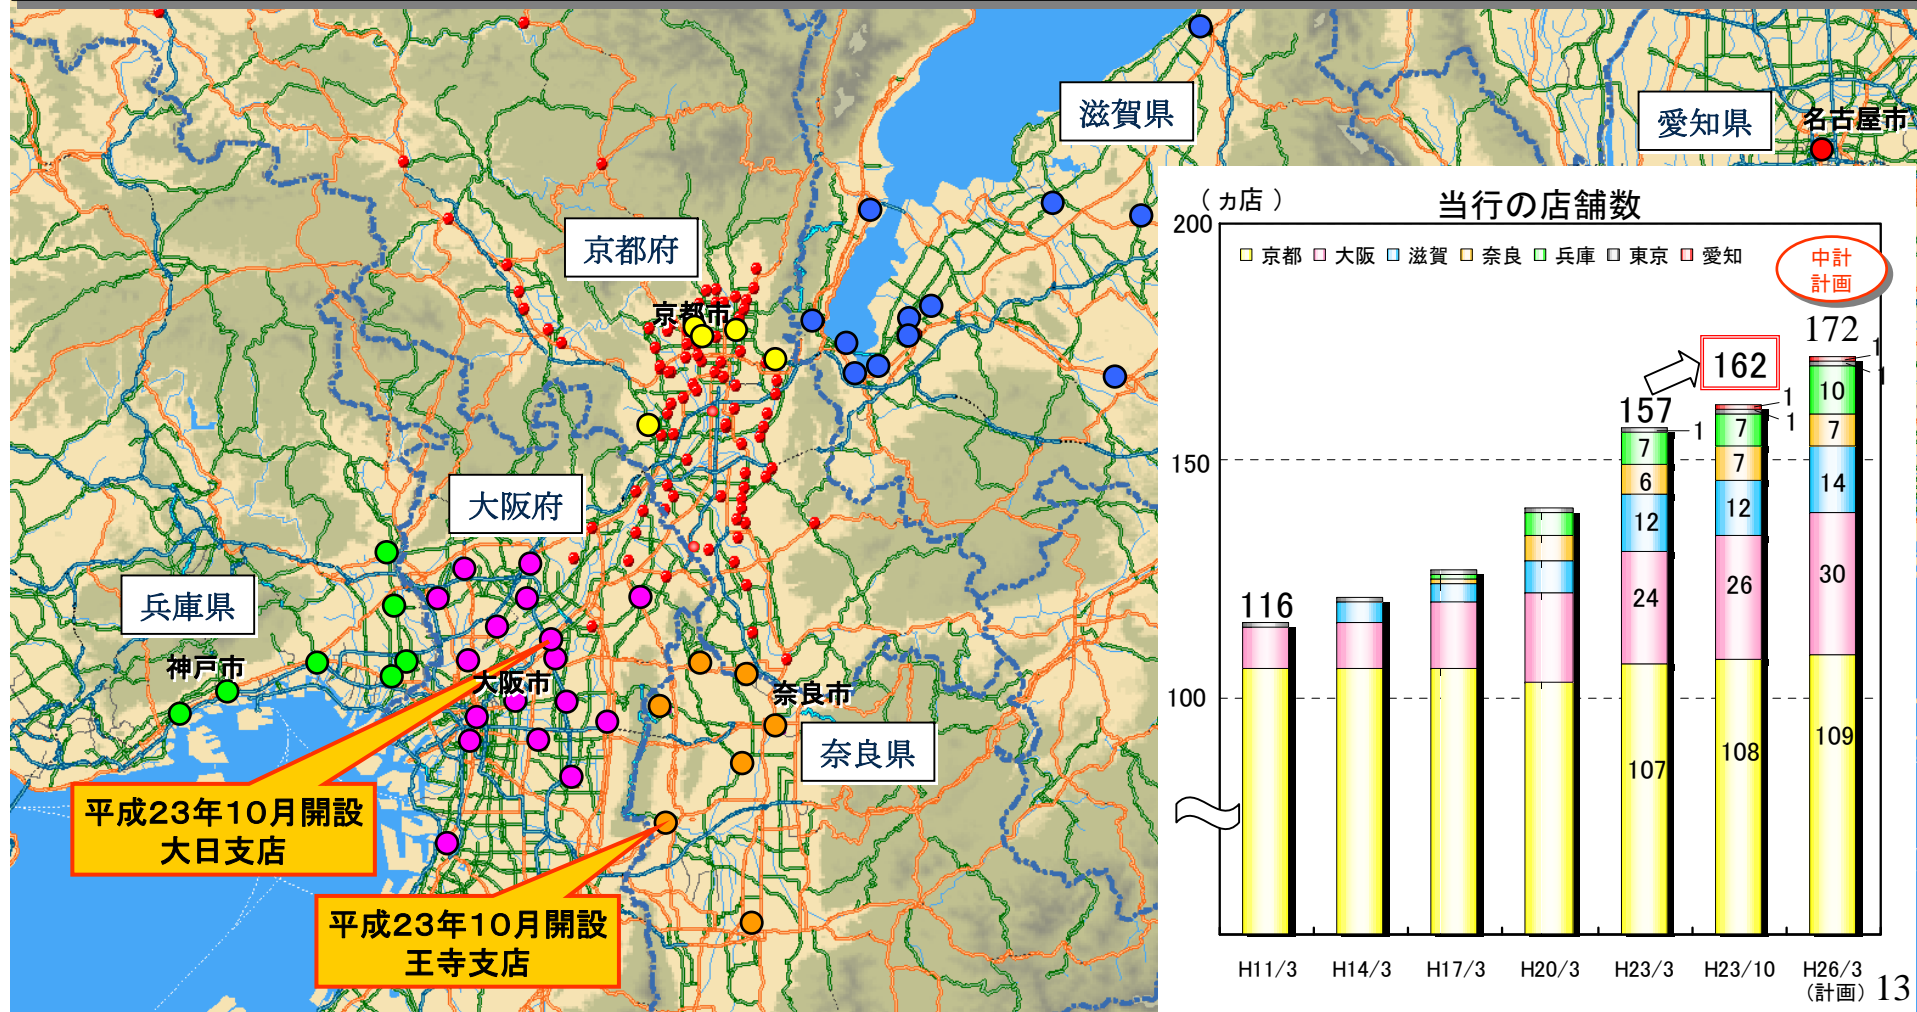 滋賀県
愛知県
名古屋市
京都府
京都市
大阪府
兵庫県
神戸市
大阪市
奈良市
奈良県
平成23年10月開設
大日支店
平成23年10月開設
王寺支店
（ヵ店）
当行の店舗数
200
京都 大阪 滋賀 奈良 兵庫 東京 愛知
中計
計画
172
162
157
116
150
100
1
7
6
12
24
107
1
1
7
7
12
26
108
1
1
10
7
14
30
109
H11/3 H14/3 H17/3 H20/3 H23/3 H23/10 H26/3
（計画）
13